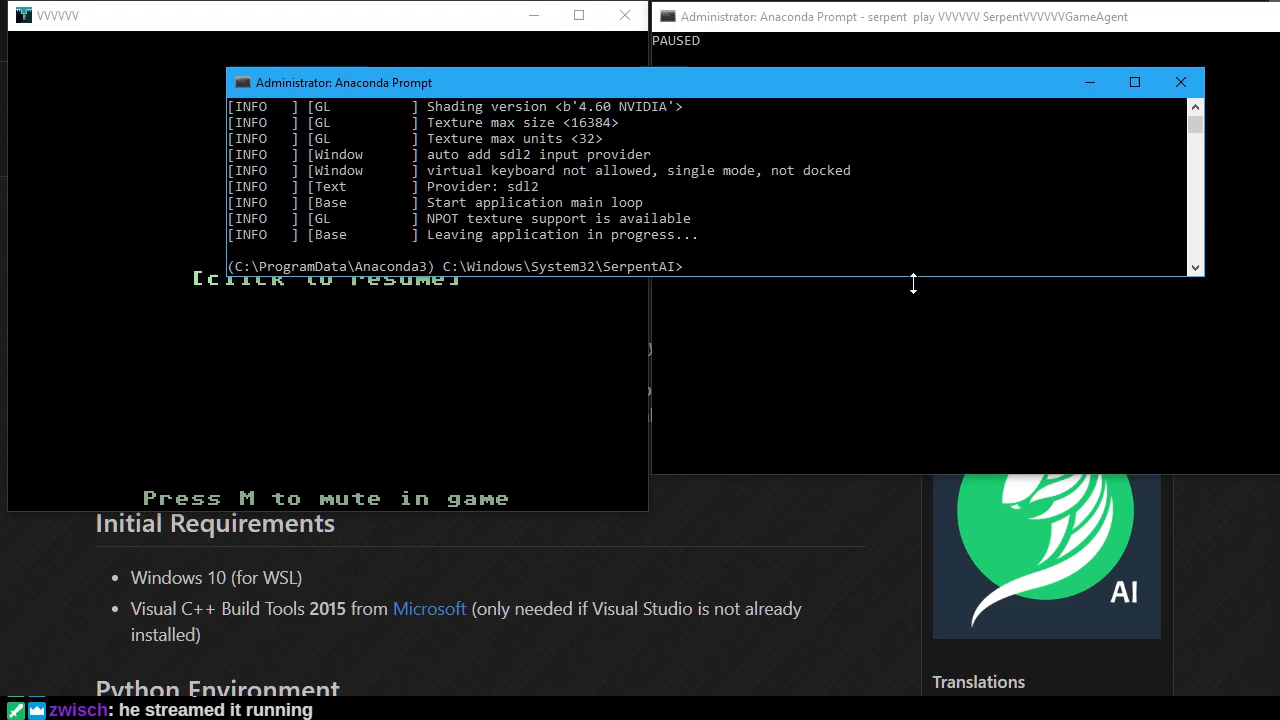 VVVVVV
Administrator: Anaconda Prompt - serpent  play VVVVVV SerpentVVVVVVGameAgent
PAUSED
Administrator: Anaconda Prompt
[INFO   ] [GL          ] Shading version <b'4.60 NVIDIA'>
[INFO   ] [GL          ] Texture max size <16384>
[INFO   ] [GL          ] Texture max units <32>
[INFO   ] [Window      ] auto add sdl2 input provider
[INFO   ] [Window      ] virtual keyboard not allowed, single mode, not docked
[INFO   ] [Text        ] Provider: sdl2
[INFO   ] [Base        ] Start application main loop
[INFO   ] [GL          ] NPOT texture support is available
[INFO   ] [Base        ] Leaving application in progress...
(C:\ProgramData\Anaconda3) C:\Windows\System32\SerpentAI>
[click to resume]
Press M to mute in game
Initial Requirements
Windows 10 (for WSL)
Visual C++ Build Tools 2015 from Microsoft (only needed if Visual Studio is not already
installed)
Python Environment
AI
Translations
zwisch: he streamed it running